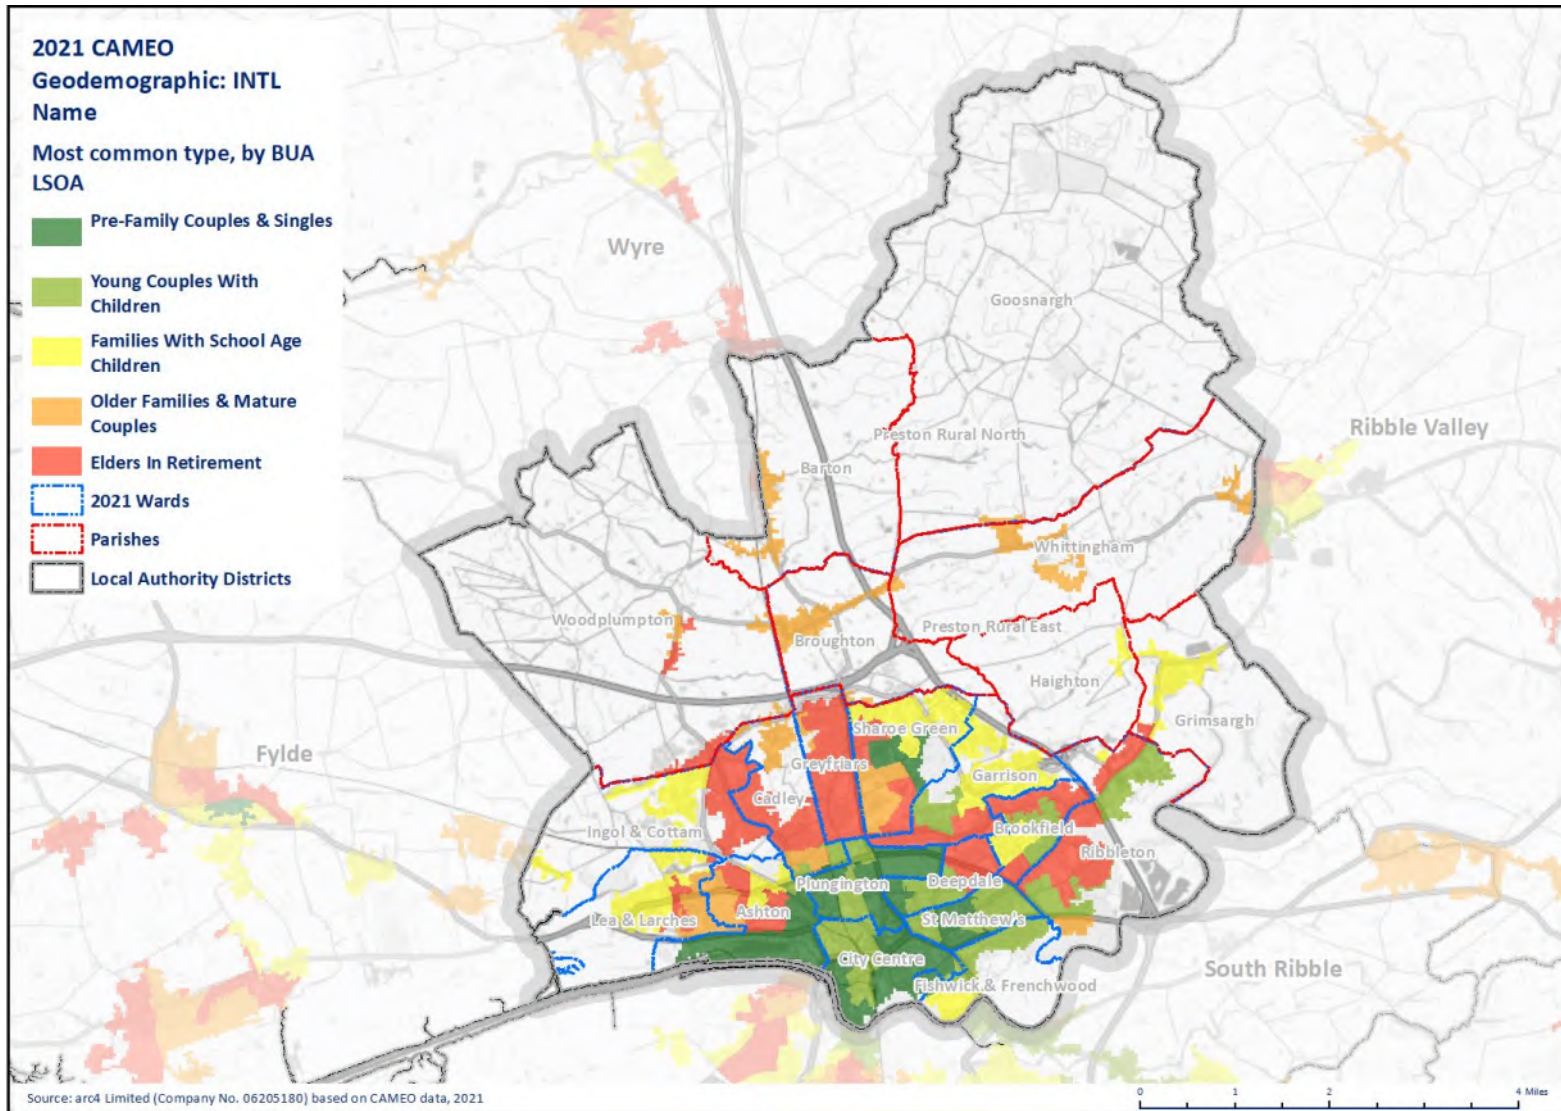 2021 CAMEO
Geodemographic: INTL
Name
Most common type, by BUA
LSOA
Pre-Family Couples & Singles
Young Couples With
Children
Families With School Age
Children
Older Families & Mature
Couples
Elders In Retirement
2021 Wards
Parishes
Local Authority Districts
Wyre
Goosnargh
Ribble Valley
Preston Rural North
Barton
Whittingham
Woodplumpton
Broughton
Preston Rural East
Haighton
Grimsargh
Fylde
Sharoe Green
Greyfriars
Garrison
Cadley
Ingol & Cottam
Brookfield
Ribbleton
Plungington
Deepdale
Lea & Larches
Ashton
St Matthew's
City Centre
South Ribble
Fishwick & Frenchwood
Source: arc4 Limited (Company No. 06205180) based on CAMEO data, 2021
0 1 2 4 Miles